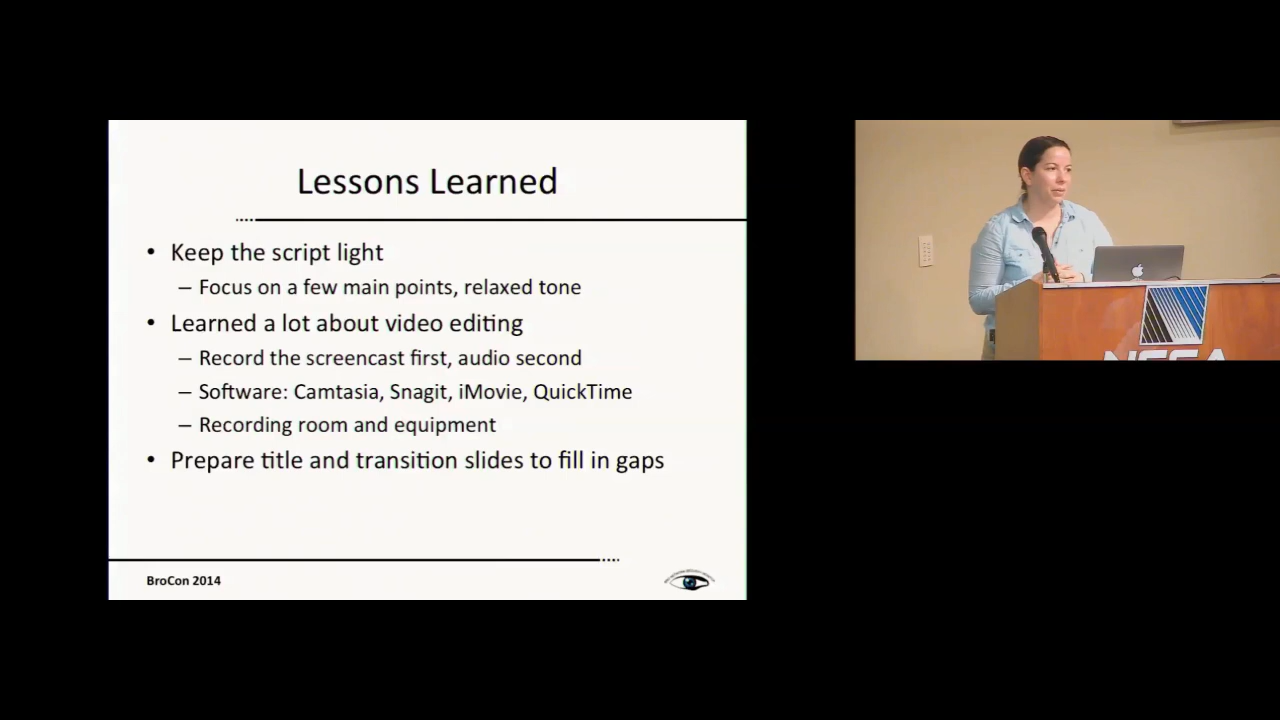 Lessons Learned
• Keep the script light
– Focus on a few main points, relaxed tone
• Learned a lot about video editing
– Record the screencast first, audio second
– Software: Camtasia, Snagit, iMovie, QuickTime
– Recording room and equipment
• Prepare title and transition slides to fill in gaps
BroCon 2014
NCSA